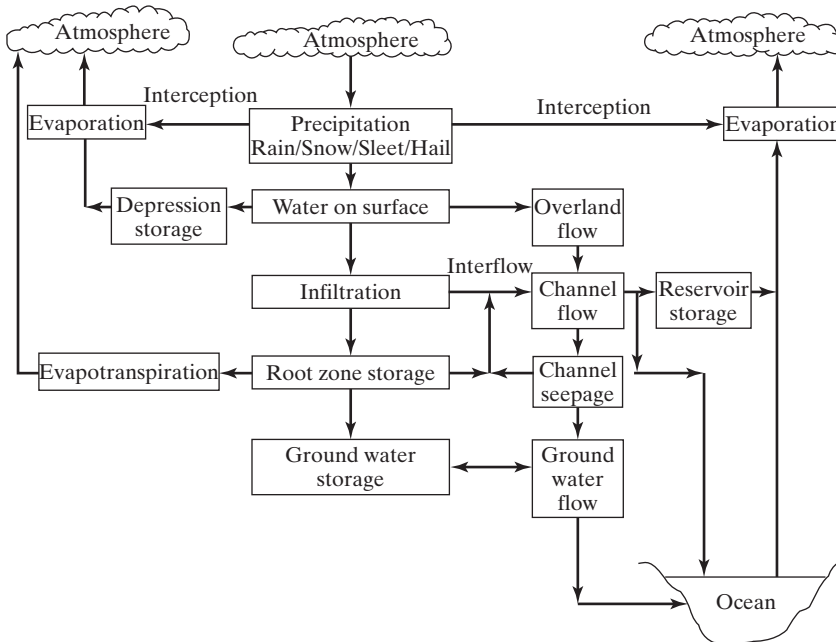 Atmosphere
Atmosphere
Atmosphere
Interception
Interception
Evaporation
Precipitation
Rain/Snow/Sleet/Hail
Evaporation
Depression
storage
Water on surface
Overland
flow
Interflow
Infiltration
Channel
flow
Reservoir
storage
Evapotranspiration
Root zone storage
Channel
seepage
Ground water
storage
Ground
water
flow
Ocean